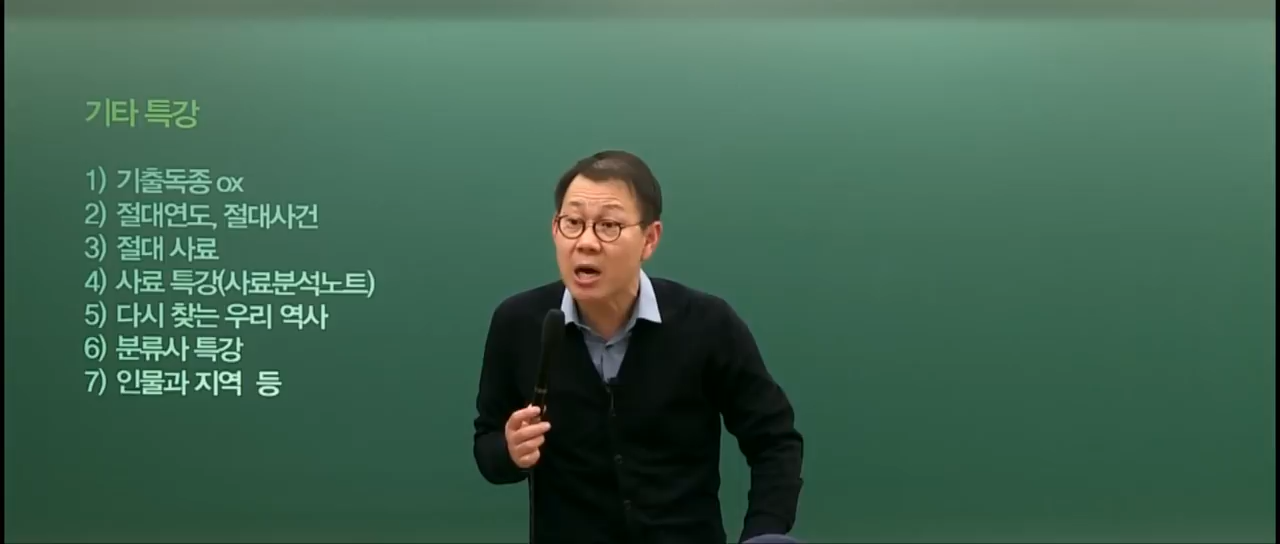 기타 특강
1) 기출독종 ox
2) 절대연도, 절대사건
3) 절대 사료
4) 사료 특강(사료분석노트)
5) 다시 찾는 우리 역사
6) 분류사 특강
7) 인물과 지역 등